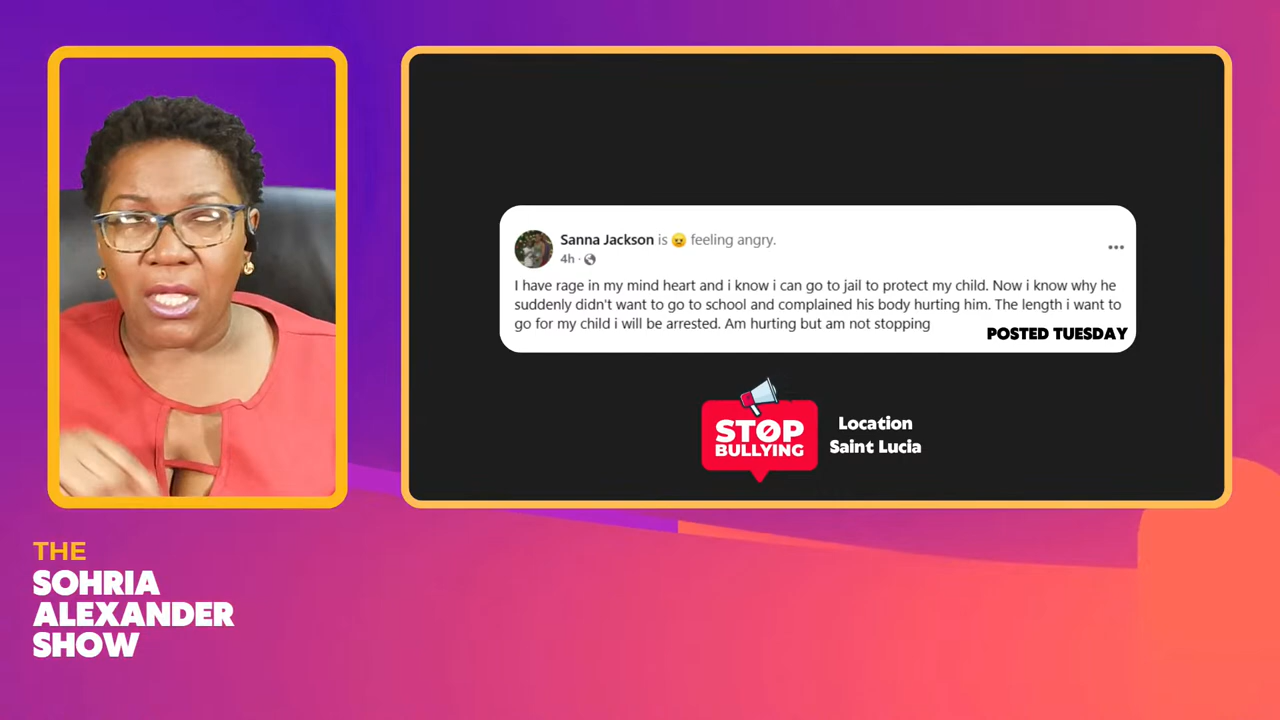 Sanna Jackson is feeling angry.
4h
I have rage in my mind heart and i know i can go to jail to protect my child. Now i know why he
suddenly didn't want to go to school and complained his body hurting him. The length i want to
go for my child i will be arrested. Am hurting but am not stopping
POSTED TUESDAY
STOP
BULLYING
Location
Saint Lucia
THE
SOHRIA
ALEXANDER
SHOW